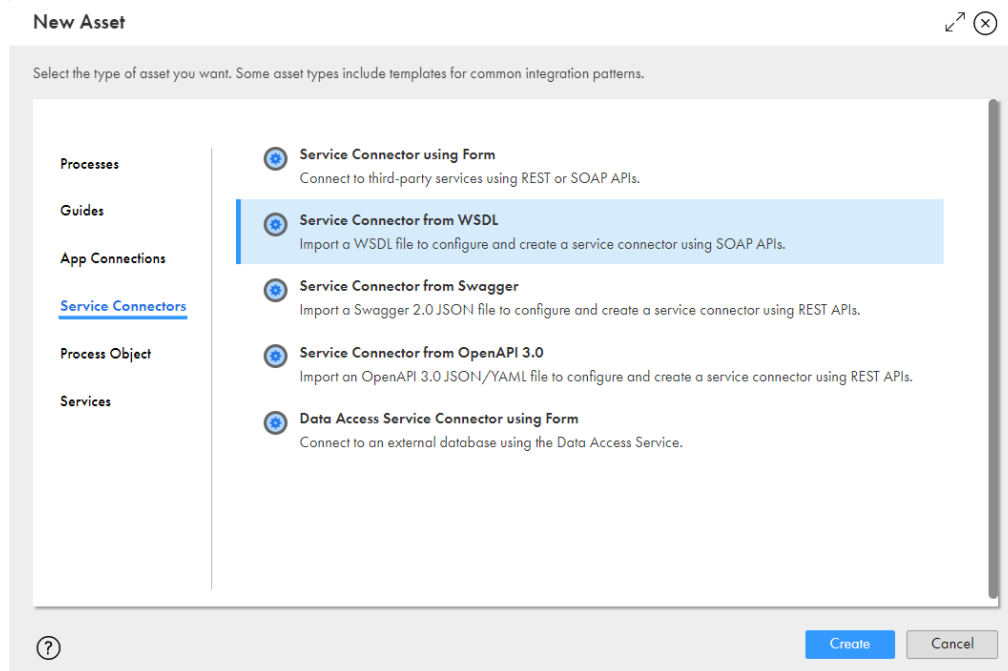 New Asset
Select the type of asset you want. Some asset types include templates for common integration patterns.
Processes
Guides
App Connections
Service Connectors
Process Object
Services
Service Connector using Form
Connect to third-party services using REST or SOAP APIs.
Service Connector from WSDL
Import a WSDL file to configure and create a service connector using SOAP APIs.
Service Connector from Swagger
Import a Swagger 2.0 JSON file to configure and create a service connector using REST APIs.
Service Connector from OpenAPI 3.0
Import an OpenAPI 3.0 JSON/YAML file to configure and create a service connector using REST APIs.
Data Access Service Connector using Form
Connect to an external database using the Data Access Service.
?
Create
Cancel